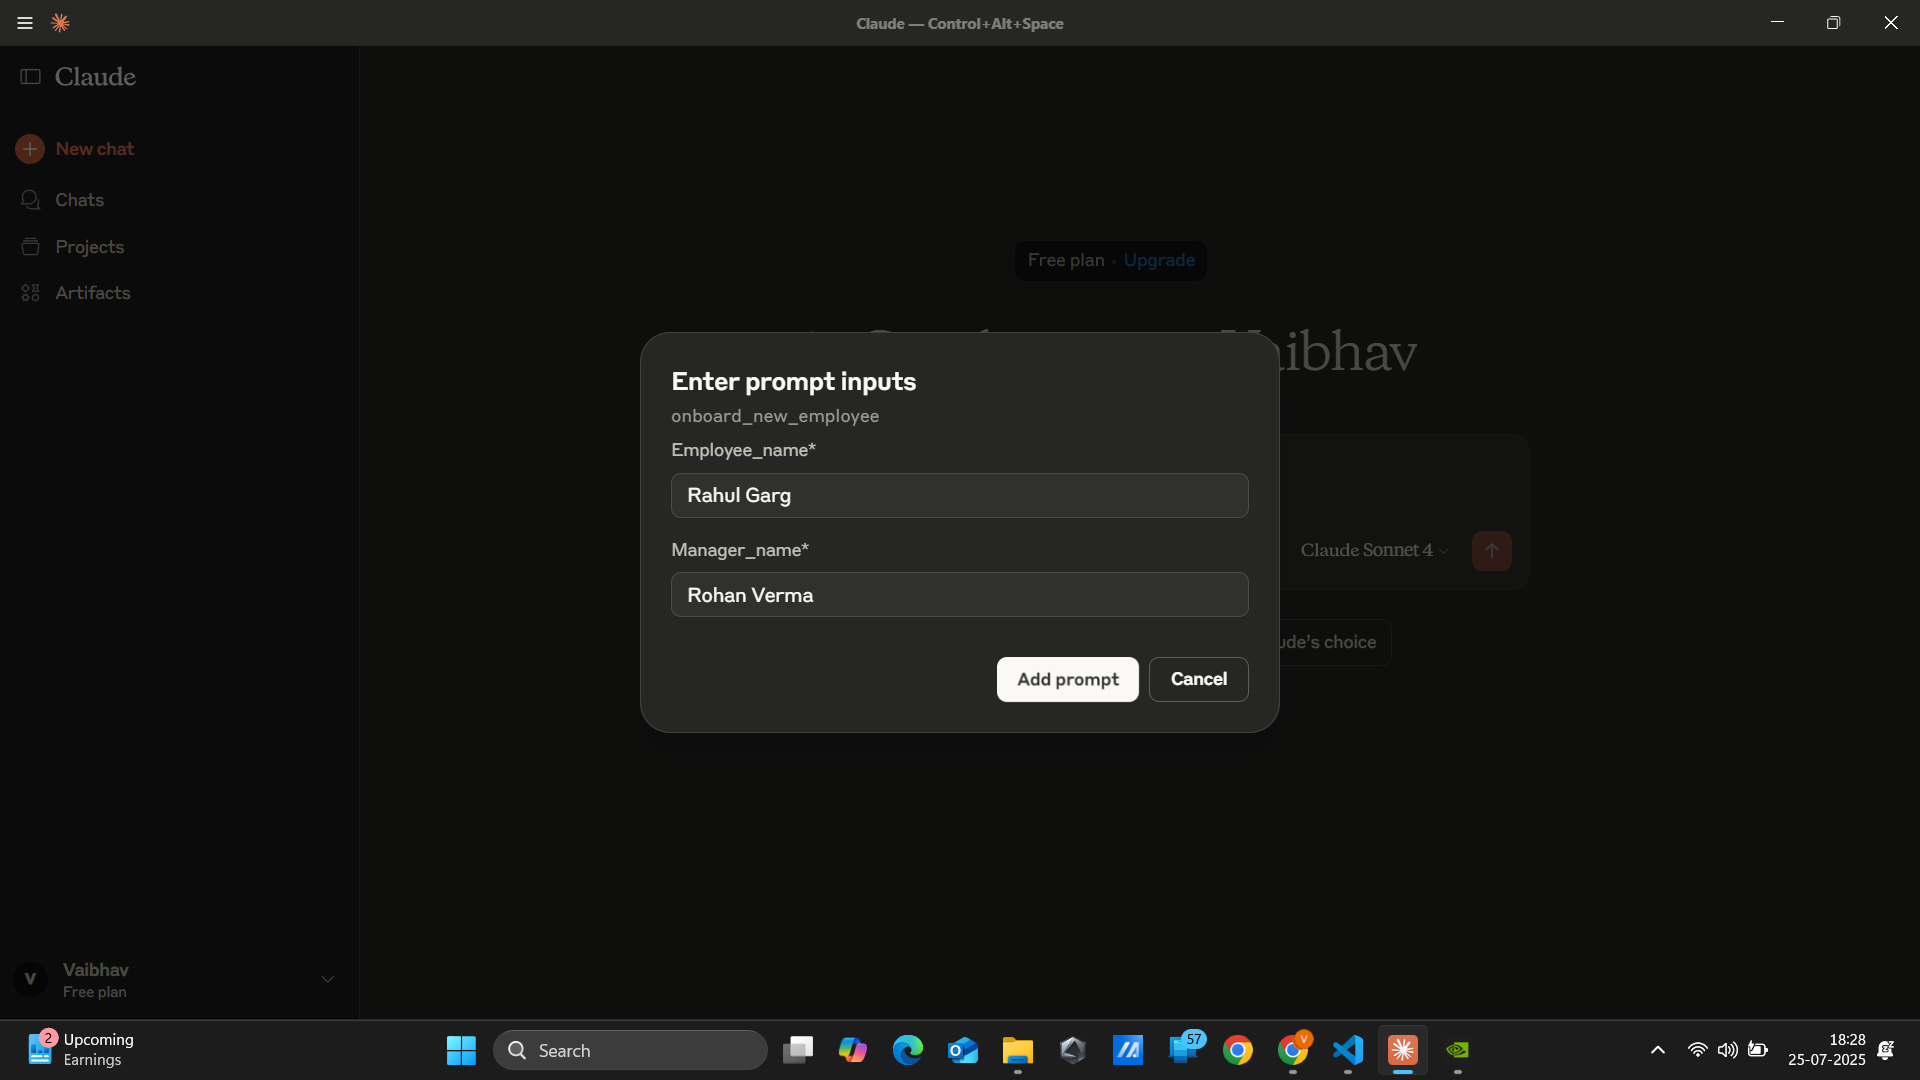 Claude — Control+Alt+Space
Claude
New chat
Chats
Projects
Artifacts
Free plan · Upgrade
aibhav
Enter prompt inputs
onboard_new_employee
Employee_name*
Rahul Garg
Manager_name*
Rohan Verma
Add prompt
Cancel
Claude Sonnet 4
ude's choice
V
Vaibhav
Free plan
2
Upcoming
Earnings
Search
57
V
18:28
25-07-2025